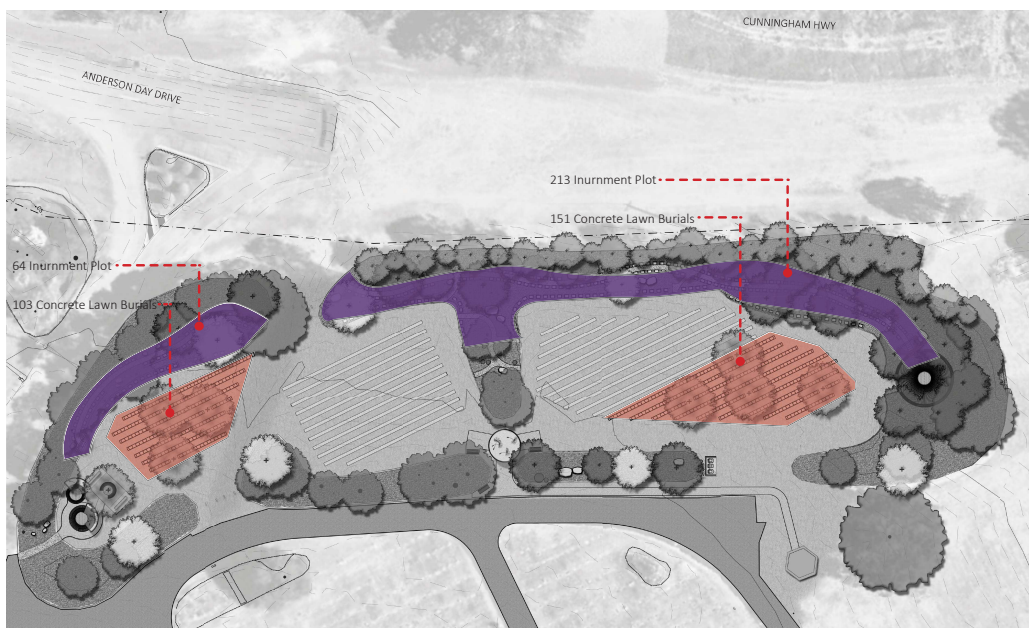 CUNNINGHAM HWY
ANDERSON DAY DRIVE
213 Inurnment Plot
151 Concrete Lawn Burials
64 Inurnment Plot
103 Concrete Lawn Burials